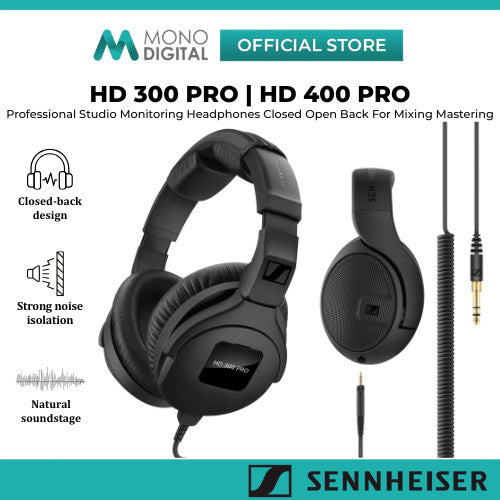 MONO
DIGITAL
OFFICIAL STORE
HD 300 PRO | HD 400 PRO
Professional Studio Monitoring Headphones Closed Open Back For Mixing Mastering
Closed-back
design
Strong noise
isolation
Natural
soundstage
HD 300 PRO
SENNHEISER
SENNHEISER